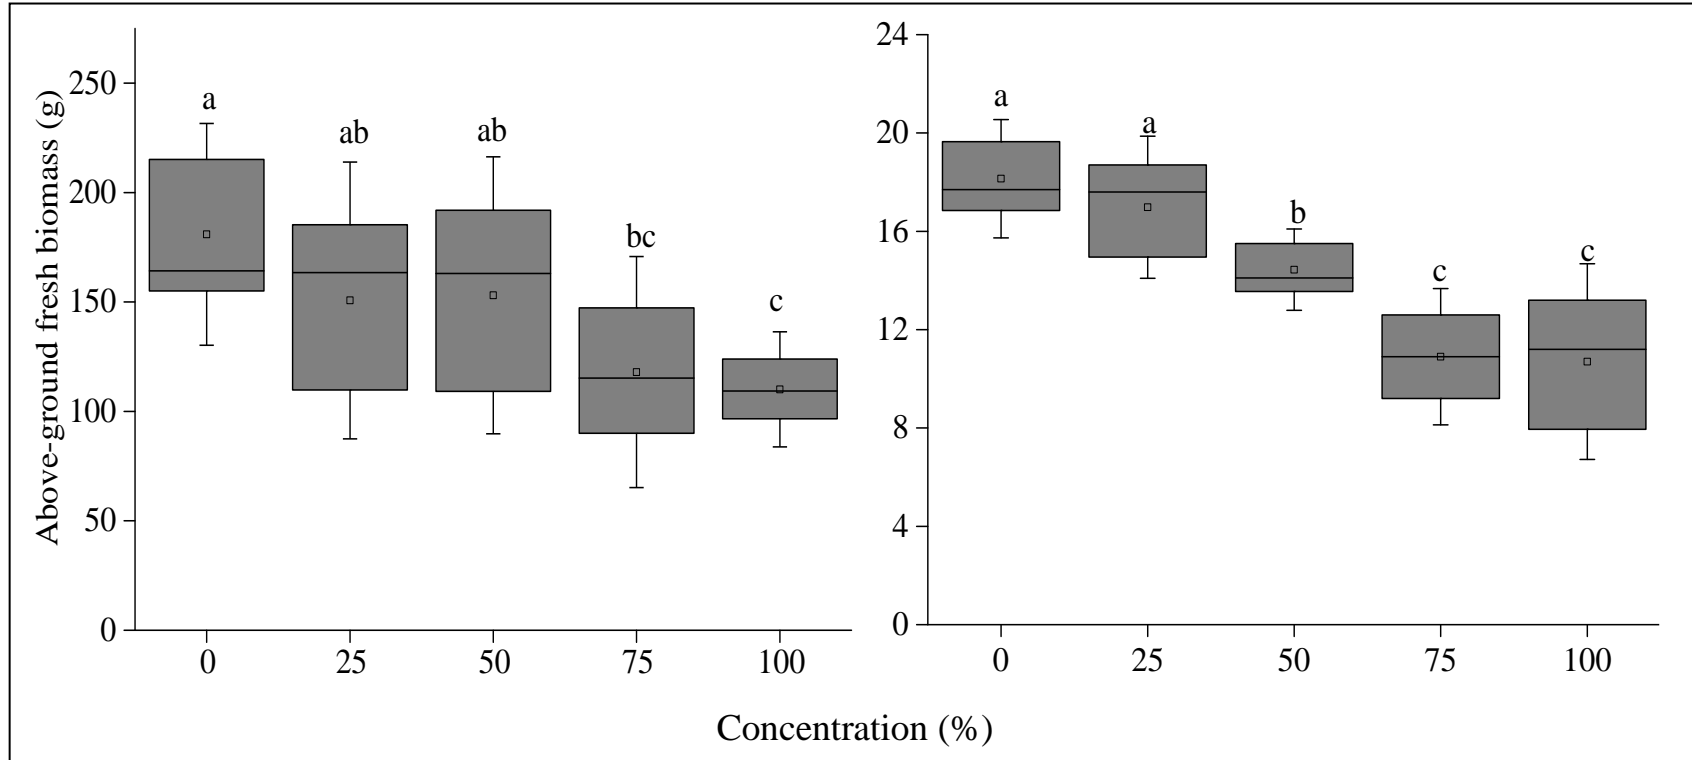 Above-ground fresh biomass (g)
250
200
150
100
50
0
a
ab
ab
bc
c
0 25 50 75 100
24
20
16
12
8
4
0
a
a
b
c
c
0 25 50 75 100
Concentration (%)